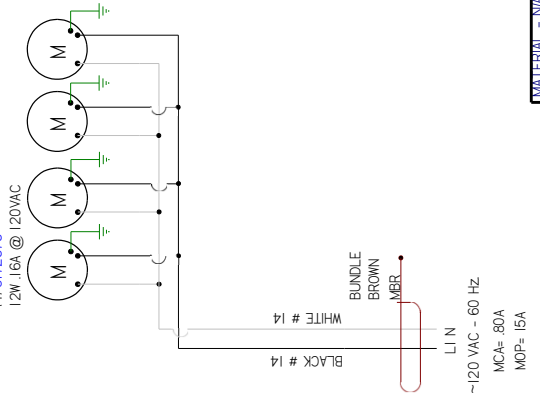 12W .16A @ 120VAC
M
M
M
M
BUNDLE
BROWN
MBR
WHITE # 14
BLACK # 14
L1 N
~120 VAC - 60 HZ
MCA= .80A
MOP= 15A